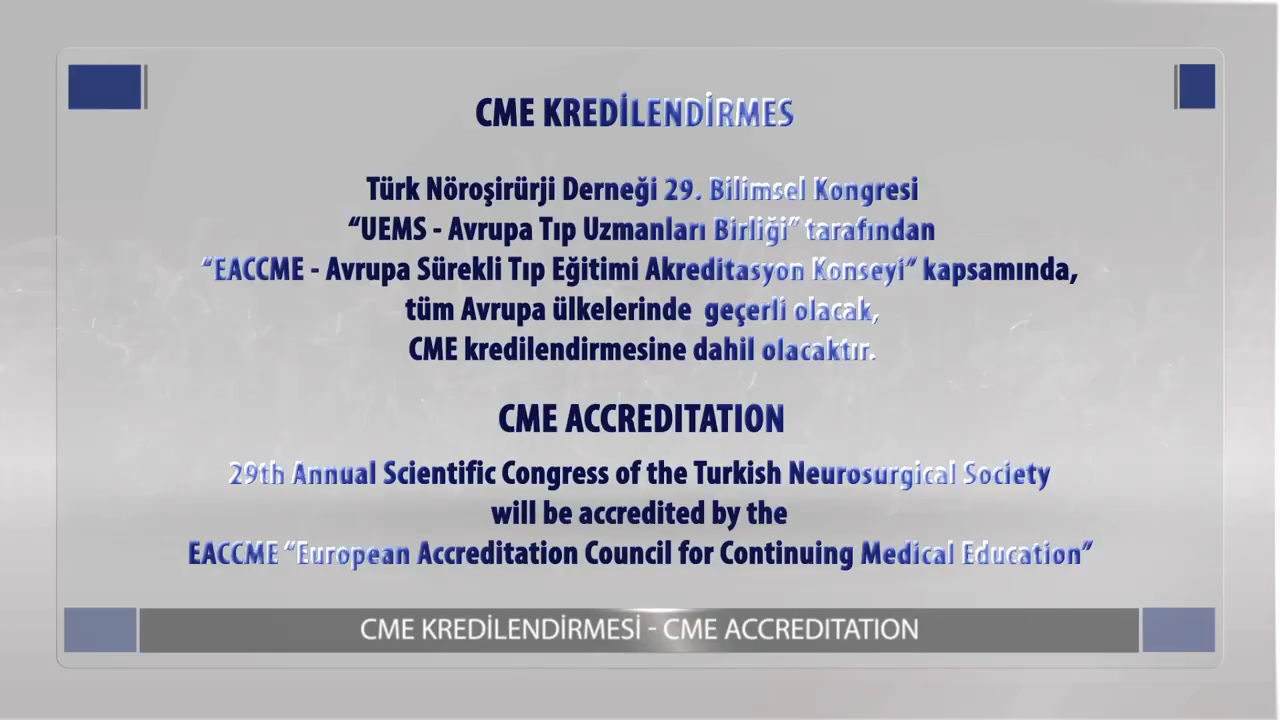 CME KREDİLENDİRMES
Türk Nöroşirürji Derneği 29. Bilimsel Kongresi
“UEMS - Avrupa Tıp Uzmanları Birliği” tarafından
“EACCME - Avrupa Sürekli Tıp Eğitimi Akreditasyon Konseyi” kapsamında,
tüm Avrupa ülkelerinde geçerli olacak,
CME kredilendirmesine dahil olacaktır.
CME ACCREDITATION
29th Annual Scientific Congress of the Turkish Neurosurgical Society
will be accredited by the
EACCME “European Accreditation Council for Continuing Medical Education”
CME KREDİLENDİRMESİ - CME ACCREDITATION